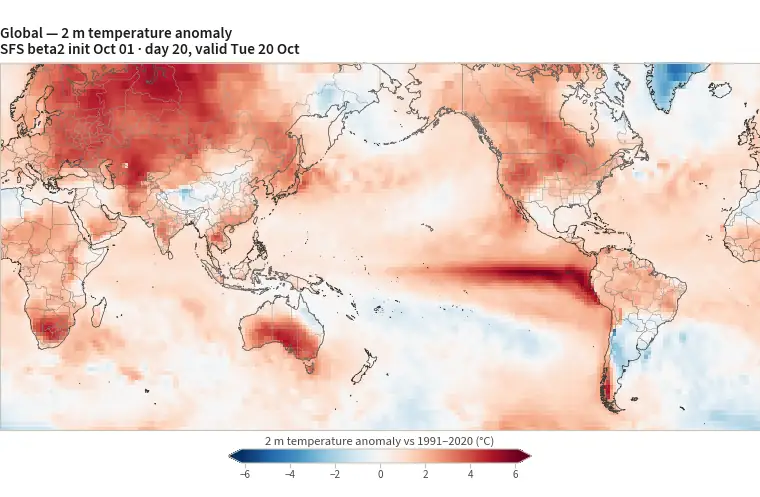 Global — 2 m temperature anomaly
SFS beta2 init Oct 01 · day 20, valid Tue 20 Oct
2 m temperature anomaly vs 1991–2020 (°C)
−6 −4 −2 0 2 4 6